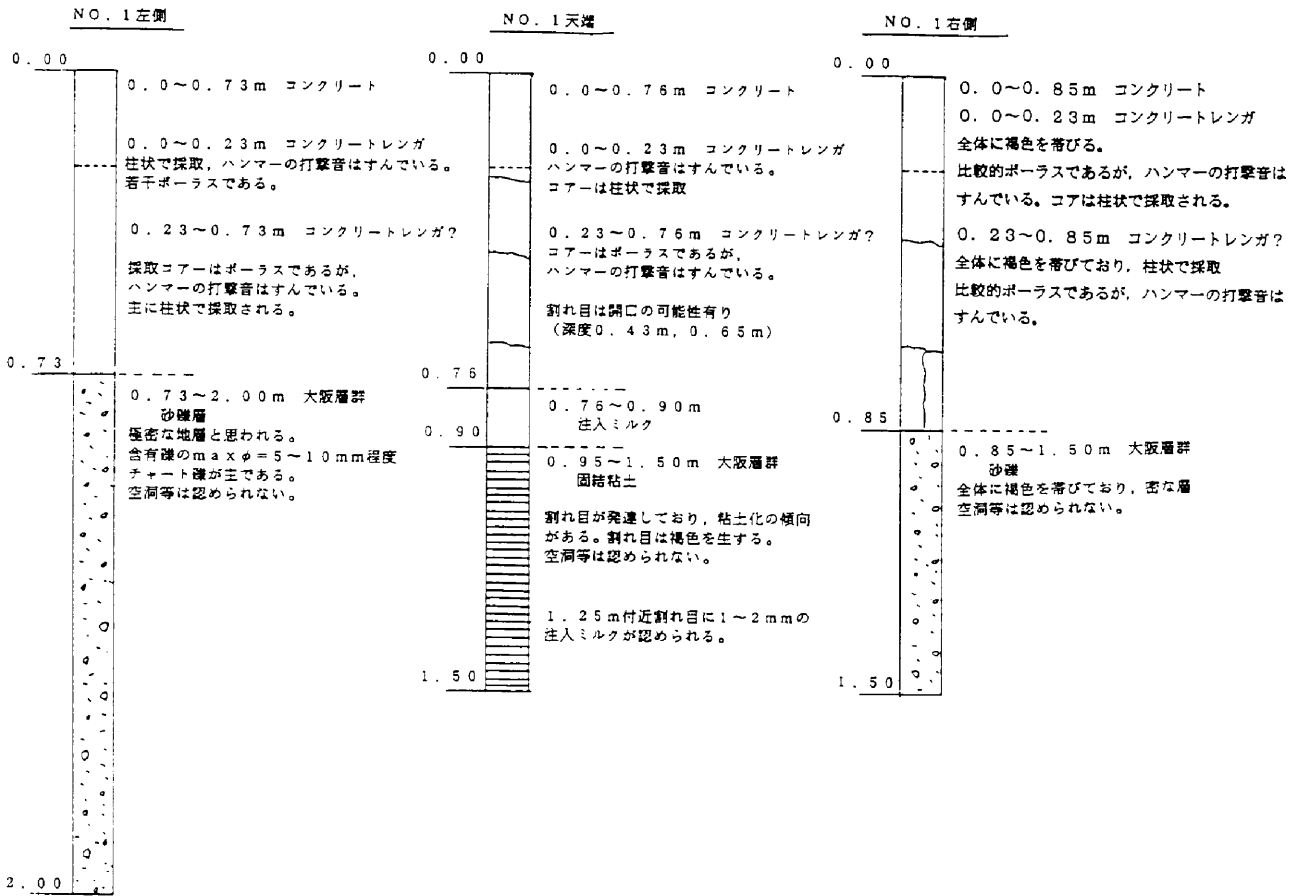 NO.1左側
0.00
0.0～0.73m コンクリート
0.0～0.23m コンクリートレンガ
柱状で採取，ハンマーの打撃音はすんでいる。
若干ポーラスである。
0.23～0.73m コンクリートレンガ？
採取コアーはポーラスであるが，
ハンマーの打撃音はすんでいる。
主に柱状で採取される。
0.73
0.73～2.00m 大阪層群
砂礫層
極密な地層と思われる。
含有礫のmaxφ＝5～10mm程度
チャート礫が主である。
空洞等は認められない。
2.00
NO.1天端
0.00
0.0～0.76m コンクリート
0.0～0.23m コンクリートレンガ
ハンマーの打撃音はすんでいる。
コアーは柱状で採取
0.23～0.76m コンクリートレンガ？
コアーはポーラスであるが，
ハンマーの打撃音はすんでいる。
割れ目は開口の可能性有り
（深度0.43m，0.65m）
0.76
0.76～0.90m
注入ミルク
0.90
0.95～1.50m 大阪層群
固結粘土
割れ目が発達しており，粘土化の傾向
がある。割れ目は褐色を生する。
空洞等は認められない。
1.25m付近割れ目に1～2mmの
注入ミルクが認められる。
1.50
NO.1右側
0.00
0.0～0.85m コンクリート
0.0～0.23m コンクリートレンガ
全体に褐色を帯びる。
比較的ポーラスであるが，ハンマーの打撃音は
すんでいる。コアは柱状で採取される。
0.23～0.85m コンクリートレンガ？
全体に褐色を帯びており，柱状で採取
比較的ポーラスであるが，ハンマーの打撃音は
すんでいる。
0.85
0.85～1.50m 大阪層群
砂礫
全体に褐色を帯びており，密な層
空洞等は認められない。
1.50